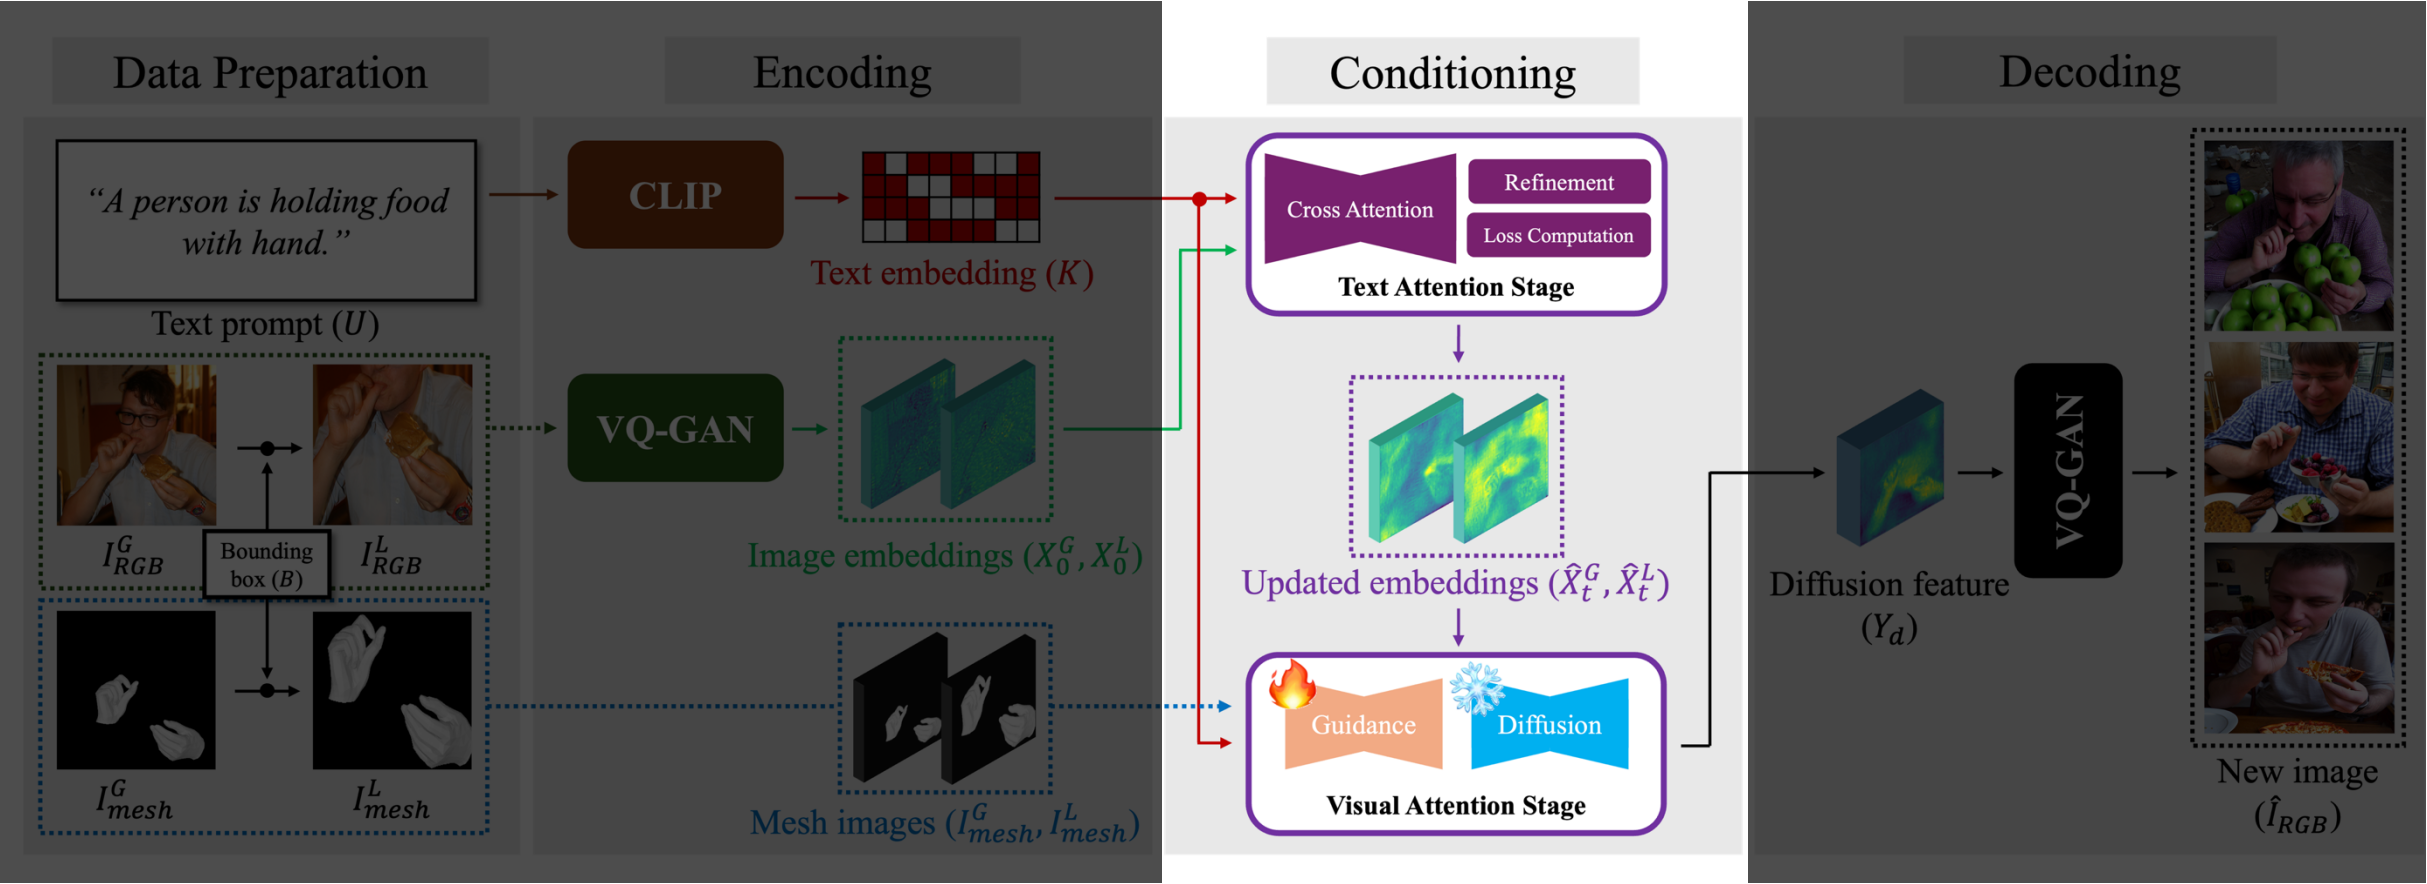 Data Preparation
Encoding
Conditioning
Decoding
“A person is holding food
with hand.”
Text prompt (U)
I^G_RGB
I^L_RGB
Bounding
box (B)
I^G_mesh
I^L_mesh
CLIP
Text embedding (K)
VQ-GAN
Image embeddings (X^G_0, X^L_0)
Mesh images (I^G_mesh, I^L_mesh)
Cross Attention
Refinement
Loss Computation
Text Attention Stage
Updated embeddings (X̂^G_t, X̂^L_t)
Guidance
Diffusion
Visual Attention Stage
Diffusion feature
(Y_d)
VQ-GAN
New image
(Î_RGB)